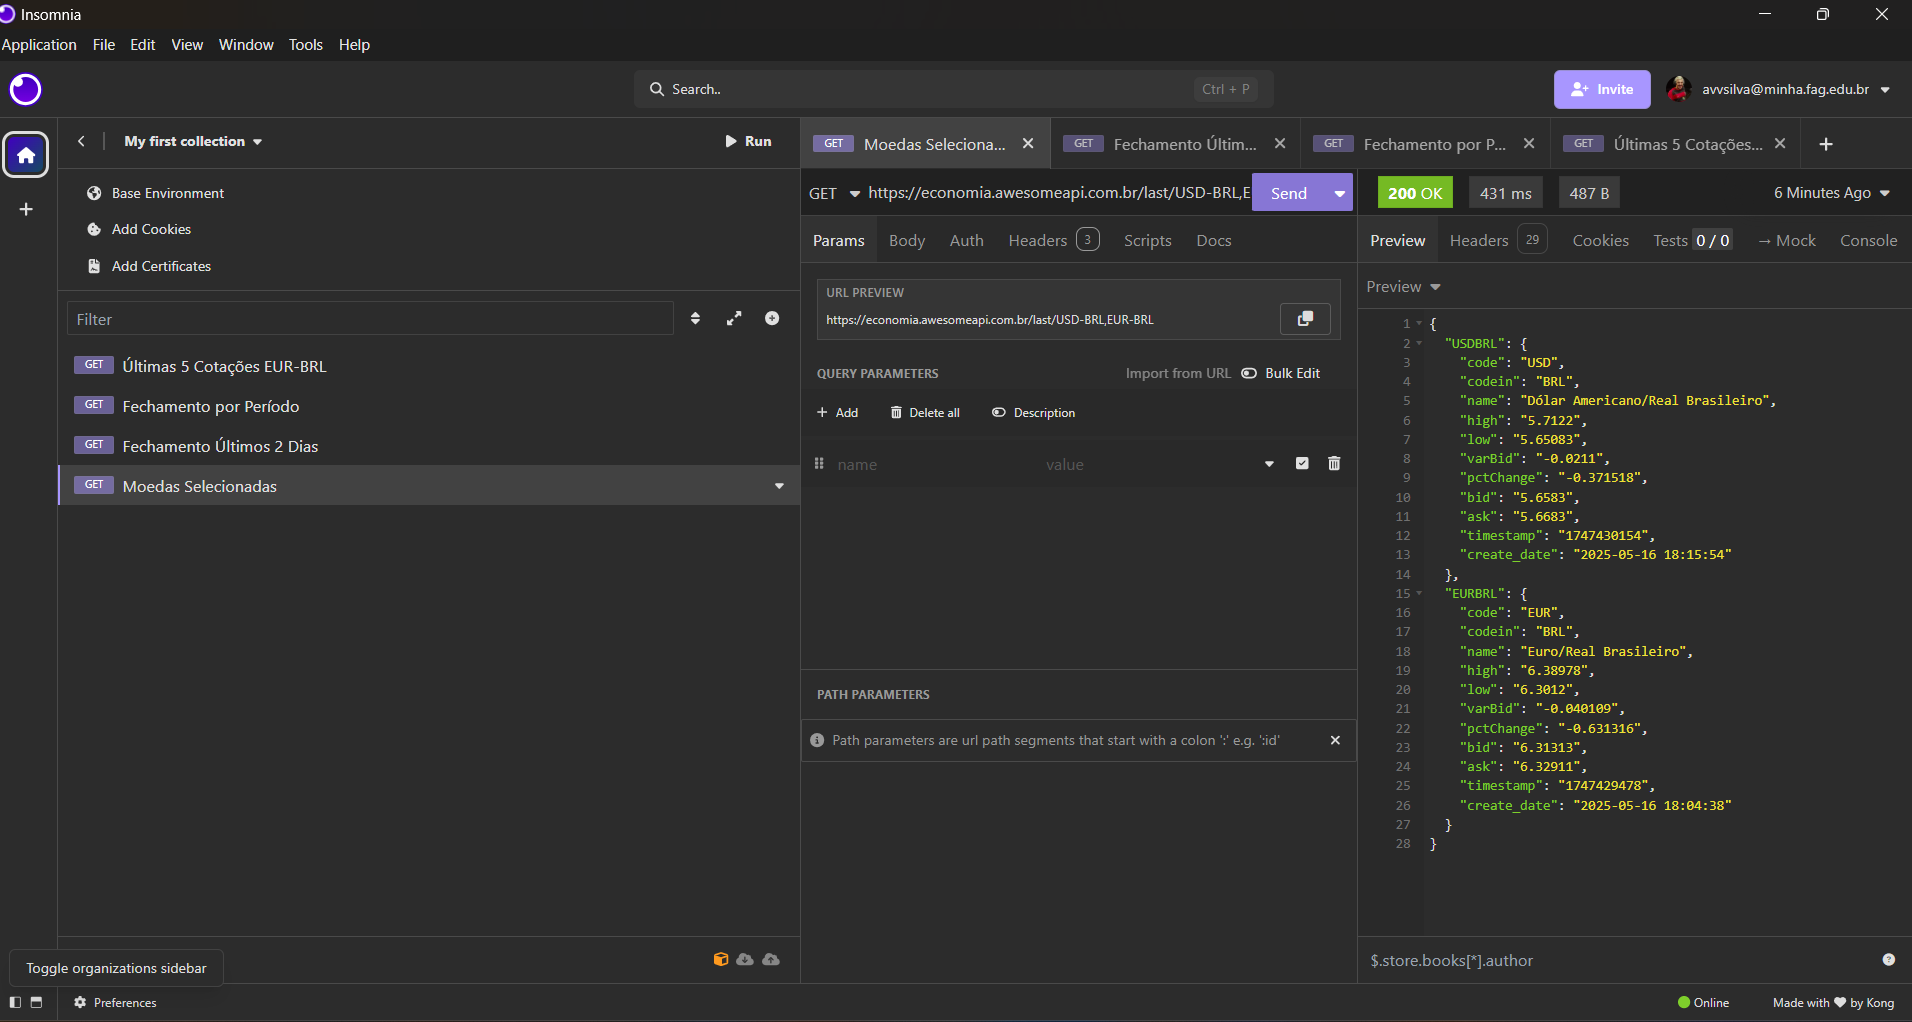 Insomnia
Application File Edit View Window Tools Help
Search.. Ctrl + P
Invite
avvsilva@minha.fag.edu.br
My first collection
Run
Base Environment
Add Cookies
Add Certificates
Filter
GET Últimas 5 Cotações EUR-BRL
GET Fechamento por Período
GET Fechamento Últimos 2 Dias
GET Moedas Selecionadas
Toggle organizations sidebar
Preferences
GET Moedas Seleciona...
GET Fechamento Últim...
GET Fechamento por P...
GET Últimas 5 Cotações...
GET https://economia.awesomeapi.com.br/last/USD-BRL,E
Send
Params Body Auth Headers 3 Scripts Docs
URL PREVIEW
https://economia.awesomeapi.com.br/last/USD-BRL,EUR-BRL
QUERY PARAMETERS Import from URL Bulk Edit
Add Delete all Description
name value
PATH PARAMETERS
Path parameters are url path segments that start with a colon ':' e.g. ':id'
200 OK 431 ms 487 B 6 Minutes Ago
Preview Headers 29 Cookies Tests 0 / 0 → Mock Console
Preview
1 {
2 "USDBRL": {
3 "code": "USD",
4 "codein": "BRL",
5 "name": "Dólar Americano/Real Brasileiro",
6 "high": "5.7122",
7 "low": "5.65083",
8 "varBid": "-0.0211",
9 "pctChange": "-0.371518",
10 "bid": "5.6583",
11 "ask": "5.6683",
12 "timestamp": "1747430154",
13 "create_date": "2025-05-16 18:15:54"
14 },
15 "EURBRL": {
16 "code": "EUR",
17 "codein": "BRL",
18 "name": "Euro/Real Brasileiro",
19 "high": "6.38978",
20 "low": "6.3012",
21 "varBid": "-0.040109",
22 "pctChange": "-0.631316",
23 "bid": "6.31313",
24 "ask": "6.32911",
25 "timestamp": "1747429478",
26 "create_date": "2025-05-16 18:04:38"
27 }
28 }
$.store.books[*].author
Online
Made with ♥ by Kong